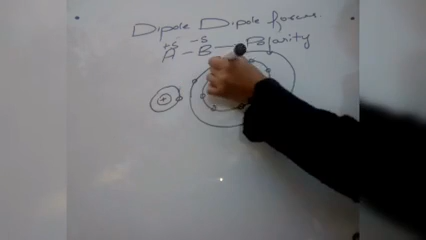 Dipole Dipole forces.
+δ -δ
A - B - Polarity
+